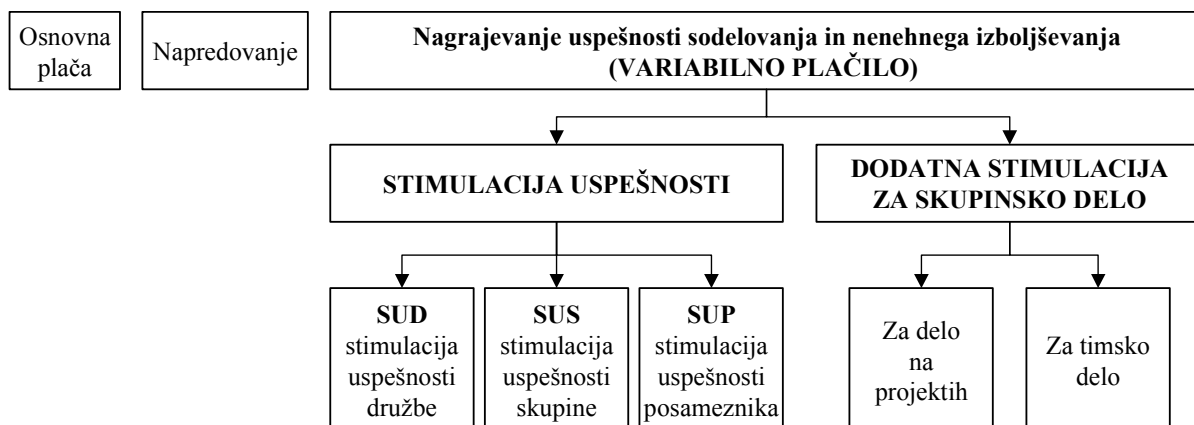 Osnovna
plača
Napredovanje
Nagrajevanje uspešnosti sodelovanja in nenehnega izboljševanja
(VARIABILNO PLAČILO)
STIMULACIJA USPEŠNOSTI
DODATNA STIMULACIJA
ZA SKUPINSKO DELO
SUD
stimulacija
uspešnosti
družbe
SUS
stimulacija
uspešnosti
skupine
SUP
stimulacija
uspešnosti
posameznika
Za delo
na
projektih
Za timsko
delo